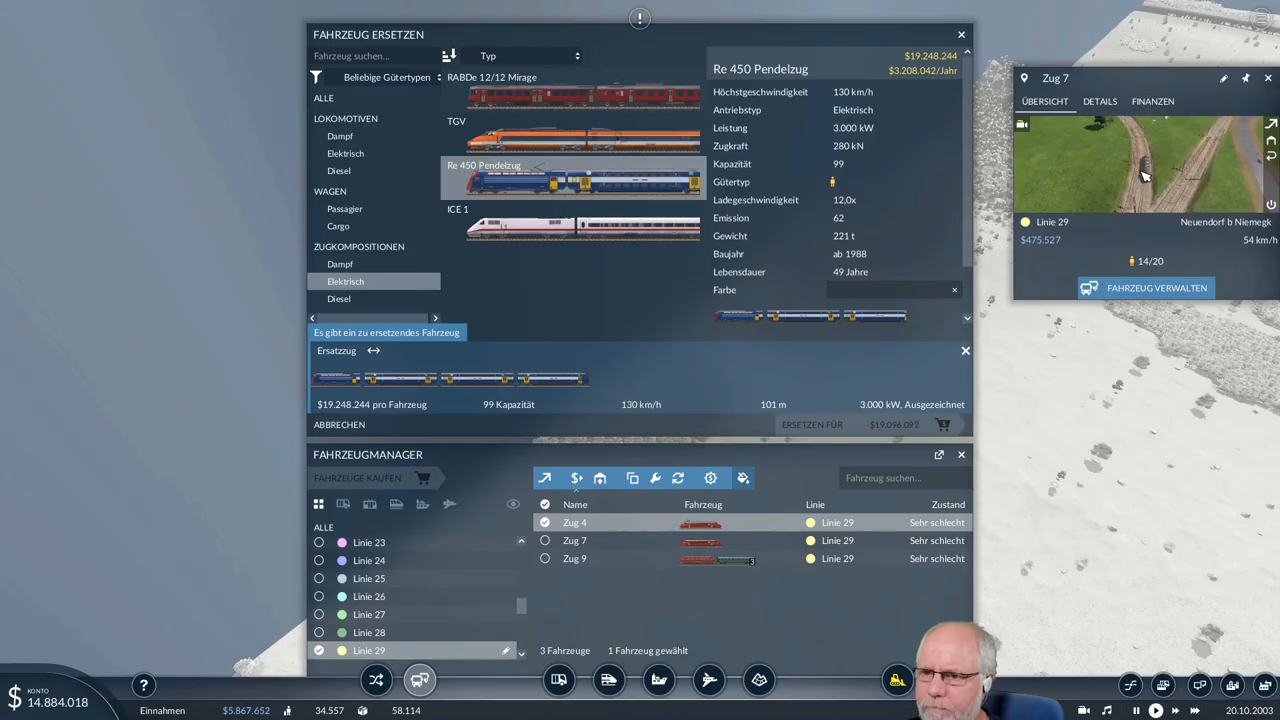 FAHRZEUG ERSETZEN
Fahrzeug suchen...
Typ
Beliebige Gütertypen
ALLE
LOKOMOTIVEN
Dampf
Elektrisch
Diesel
WAGEN
Passagier
Cargo
ZUGKOMPOSITIONEN
Dampf
Elektrisch
Diesel
RABDe 12/12 Mirage
TGV
Re 450 Pendelzug
ICE 1
$19.248.244
Re 450 Pendelzug
$3.208.042/Jahr
Höchstgeschwindigkeit 130 km/h
Antriebstyp Elektrisch
Leistung 3.000 kW
Zugkraft 280 kN
Kapazität 99
Gütertyp
Ladegeschwindigkeit 12,0x
Emission 62
Gewicht 221 t
Baujahr ab 1988
Lebensdauer 49 Jahre
Farbe
Es gibt ein zu ersetzendes Fahrzeug
Ersatzzug
$19.248.244 pro Fahrzeug 99 Kapazität 130 km/h 101 m 3.000 kW, Ausgezeichnet
ABBRECHEN
ERSETZEN FÜR $19.096.092
Zug 7
ÜBERSICHT DETAILS FINANZEN
Linie 29 Neuendorf b Niemegk
$475.527 54 km/h
14/20
FAHRZEUG VERWALTEN
FAHRZEUGMANAGER
FAHRZEUGE KAUFEN
Fahrzeug suchen...
ALLE
Linie 23
Linie 24
Linie 25
Linie 26
Linie 27
Linie 28
Linie 29
Name Fahrzeug Linie Zustand
Zug 4 Linie 29 Sehr schlecht
Zug 7 Linie 29 Sehr schlecht
Zug 9 3 Linie 29 Sehr schlecht
3 Fahrzeuge 1 Fahrzeug gewählt
KONTO
$ 14.884.018
?
Einnahmen $5.867.652 34.557 58.114
20.10.2003